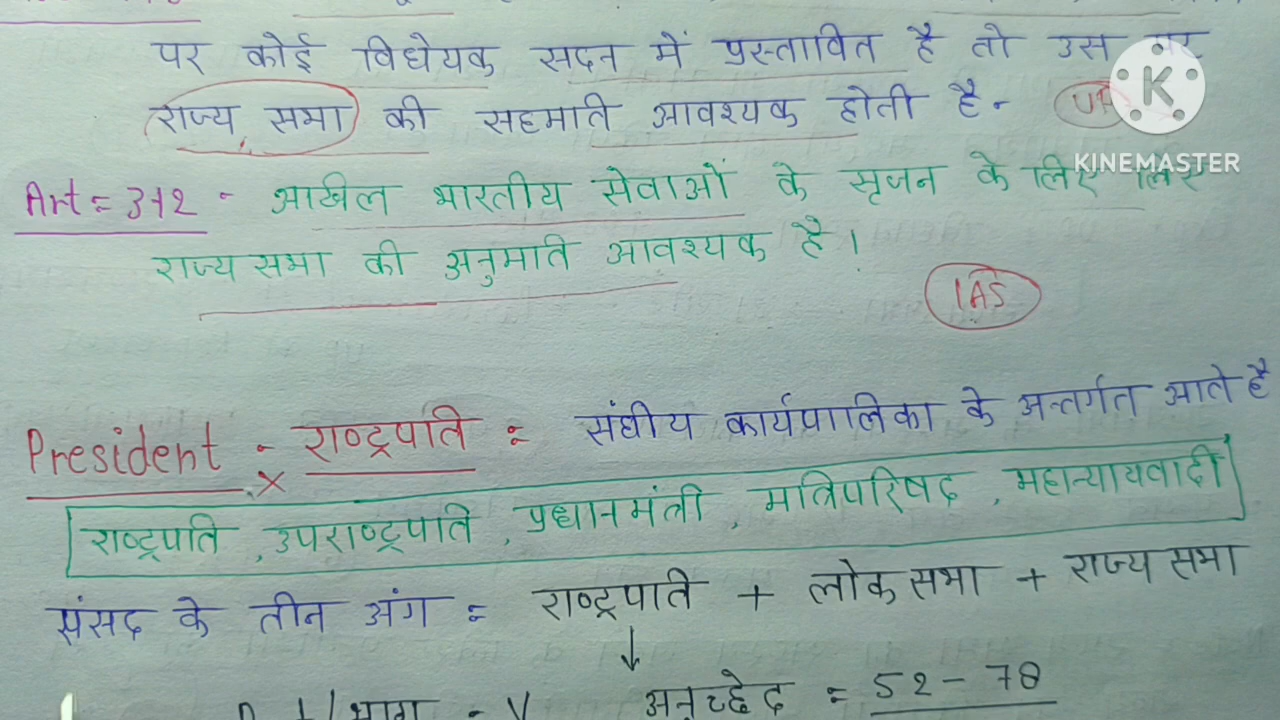 पर कोई विधेयक सदन में प्रस्तावित है तो उस पर
राज्य सभा की सहमति आवश्यक होती है-
KINEMASTER
Art = 312 - अखिल भारतीय सेवाओं के सृजन के लिए लिए
राज्य सभा की अनुमति आवश्यक है।
IAS
President - राष्ट्रपति = संघीय कार्यपालिका के अन्तर्गत आते है
राष्ट्रपति, उपराष्ट्रपति, प्रधानमंत्री, मंत्रिपरिषद, महान्यायवादी
संसद के तीन अंग = राष्ट्रपति + लोक सभा + राज्य सभा
↓
भाग - V अनुच्छेद = 52 - 78